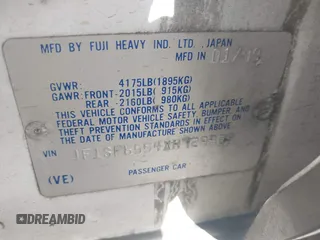 MFD BY FUJI HEAVY IND. LTD. JAPAN
GVWR: 4175LB(1895KG)
GAWR: FRONT-2015LB( 915KG)
REAR -2160LB( 980KG)
THIS VEHICLE CONFORMS TO ALL APPLICABLE
FEDERAL MOTOR VEHICLE SAFETY, BUMPER, AND
THEFT PREVENTION STANDARDS IN EFFECT ON
THE DATE OF MANUFACTURE SHOWN ABOVE.
VIN
(VE) PASSENGER CAR